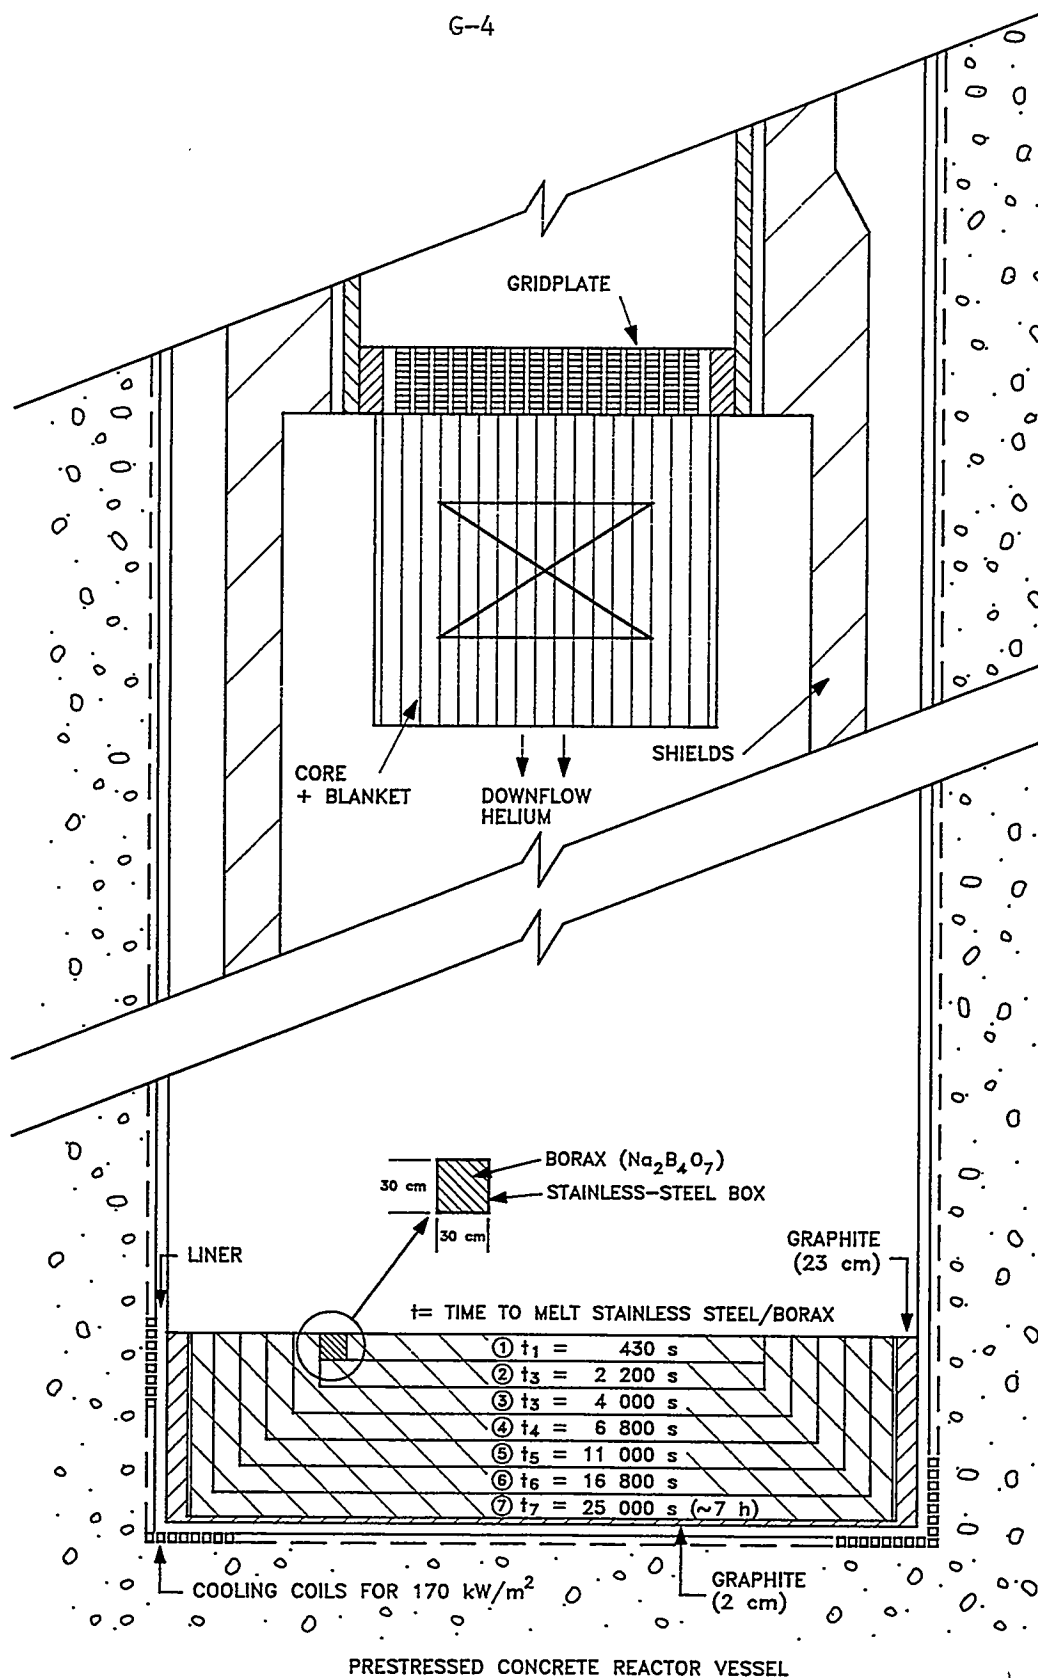 G-4
GRIDPLATE
CORE
+ BLANKET
DOWNFLOW
HELIUM
SHIELDS
BORAX (Na₂B₄O₇)
STAINLESS-STEEL BOX
30 cm
30 cm
LINER
GRAPHITE
(23 cm)
t= TIME TO MELT STAINLESS STEEL/BORAX
① t₁ = 430 s
② t₃ = 2 200 s
③ t₃ = 4 000 s
④ t₄ = 6 800 s
⑤ t₅ = 11 000 s
⑥ t₆ = 16 800 s
⑦ t₇ = 25 000 s (~7 h)
COOLING COILS FOR 170 kW/m²
GRAPHITE
(2 cm)
PRESTRESSED CONCRETE REACTOR VESSEL